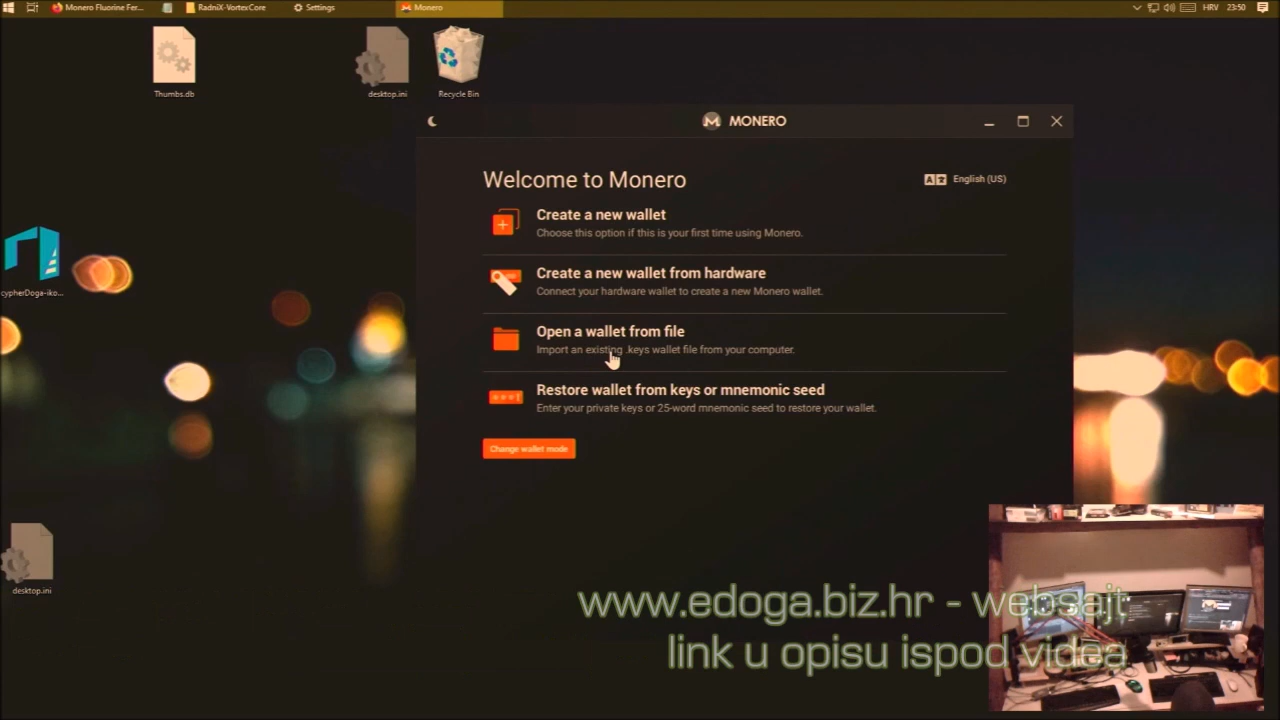 Monero Fluorine Fer...
RadniX-VortexCore
Settings
Monero
HRV
23:50
Thumbs.db
desktop.ini
Recycle Bin
MONERO
Welcome to Monero
English (US)
Create a new wallet
Choose this option if this is your first time using Monero.
Create a new wallet from hardware
Connect your hardware wallet to create a new Monero wallet.
cypherDoga-iko...
Open a wallet from file
Import an existing .keys wallet file from your computer.
Restore wallet from keys or mnemonic seed
Enter your private keys or 25-word mnemonic seed to restore your wallet.
Change wallet mode
desktop.ini
www.edoga.biz.hr - websajt
link u opisu ispod videa